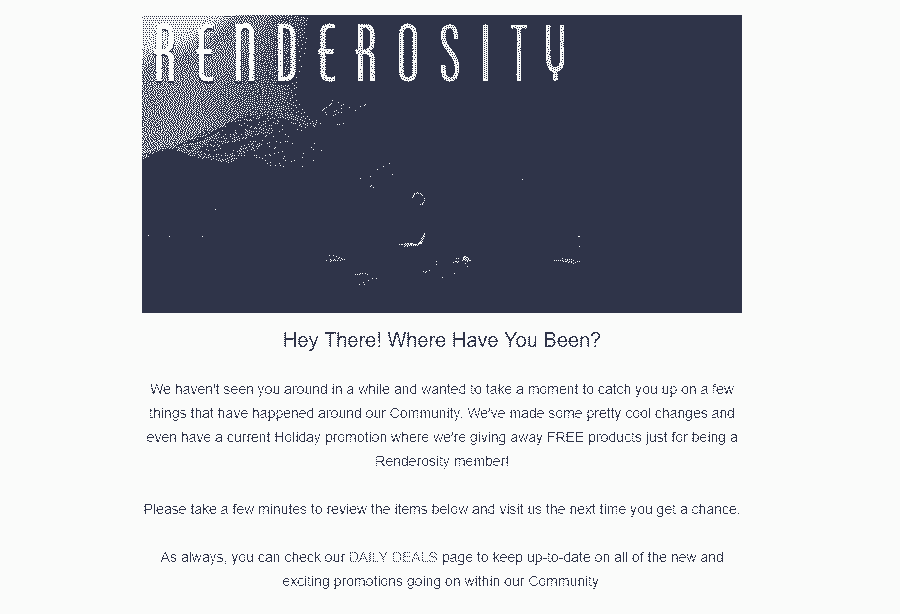 RENDEROSITY
Hey There! Where Have You Been?
We haven't seen you around in a while and wanted to take a moment to catch you up on a few
things that have happened around our Community. We've made some pretty cool changes and
even have a current Holiday promotion where we're giving away FREE products just for being a
Renderosity member!
Please take a few minutes to review the items below and visit us the next time you get a chance.
As always, you can check our DAILY DEALS page to keep up-to-date on all of the new and
exciting promotions going on within our Community